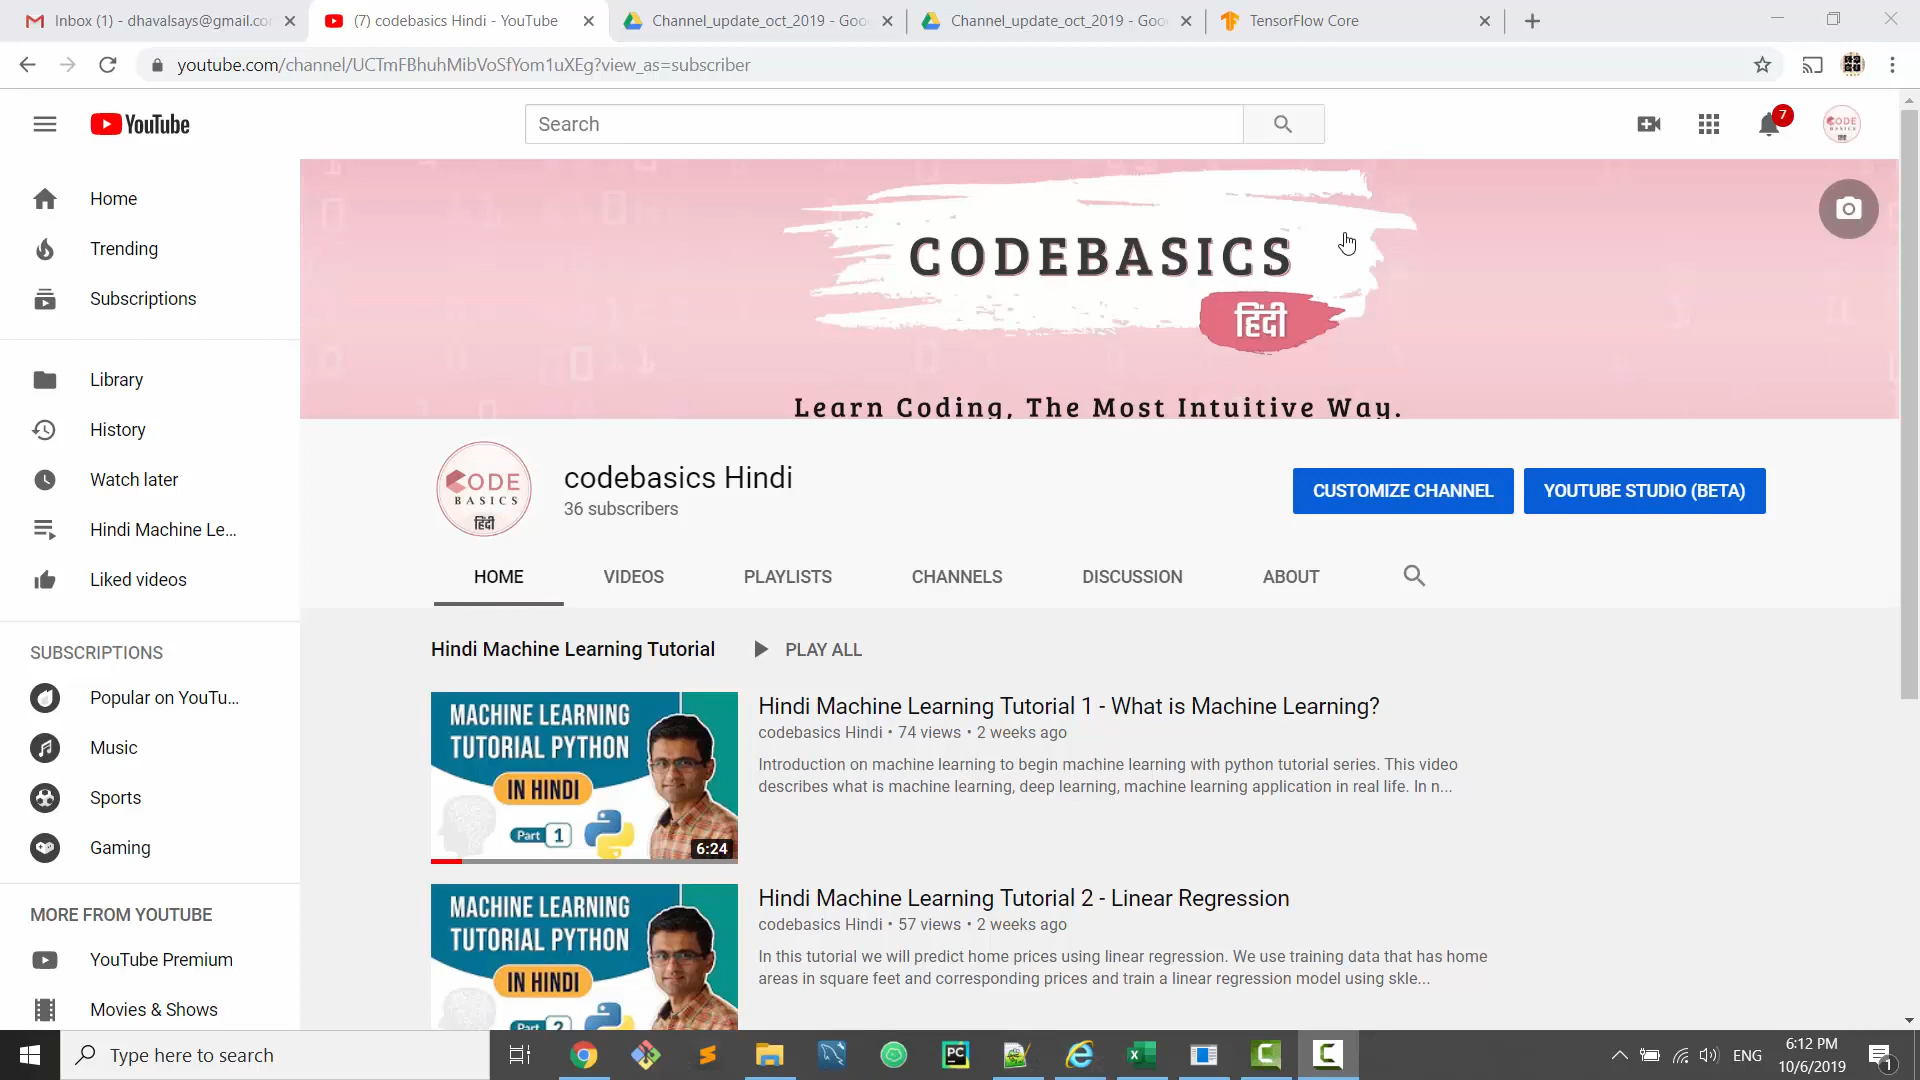 Inbox (1) - dhavalsays@gmail.co
(7) codebasics Hindi - YouTube
Channel_update_oct_2019 - Goo
Channel_update_oct_2019 - Goo
TensorFlow Core
youtube.com/channel/UCTmFBhuhMibVoSfYom1uXEg?view_as=subscriber
YouTube
Search
7
CODE
BASICS
हिंदी
Home
Trending
Subscriptions
Library
History
Watch later
Hindi Machine Le...
Liked videos
SUBSCRIPTIONS
Popular on YouTu...
Music
Sports
Gaming
MORE FROM YOUTUBE
YouTube Premium
Movies & Shows
CODEBASICS
हिंदी
Learn Coding, The Most Intuitive Way.
CODE
BASICS
हिंदी
codebasics Hindi
36 subscribers
CUSTOMIZE CHANNEL
YOUTUBE STUDIO (BETA)
HOME VIDEOS PLAYLISTS CHANNELS DISCUSSION ABOUT
Hindi Machine Learning Tutorial
PLAY ALL
MACHINE LEARNING
TUTORIAL PYTHON
IN HINDI
Part 1
6:24
Hindi Machine Learning Tutorial 1 - What is Machine Learning?
codebasics Hindi • 74 views • 2 weeks ago
Introduction on machine learning to begin machine learning with python tutorial series. This video
describes what is machine learning, deep learning, machine learning application in real life. In n...
MACHINE LEARNING
TUTORIAL PYTHON
IN HINDI
Part 2
Hindi Machine Learning Tutorial 2 - Linear Regression
codebasics Hindi • 57 views • 2 weeks ago
In this tutorial we will predict home prices using linear regression. We use training data that has home
areas in square feet and corresponding prices and train a linear regression model using skle...
Type here to search
PC
ENG
6:12 PM
10/6/2019
1